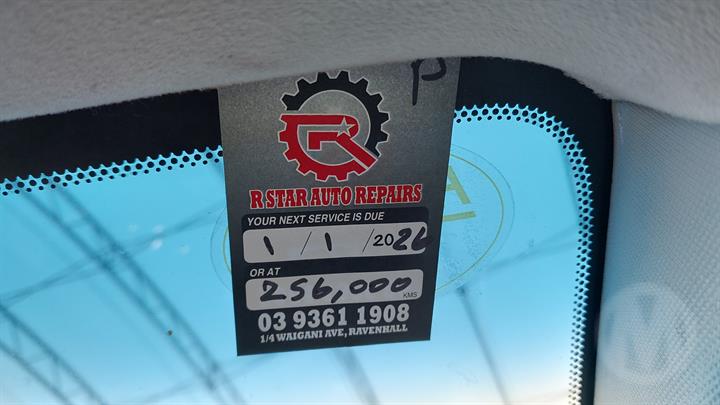 P
R STAR AUTO REPAIRS
YOUR NEXT SERVICE IS DUE
1 / 1 / 2026
OR AT
256,000 KMS
03 9361 1908
1/4 WAIGANI AVE, RAVENHALL